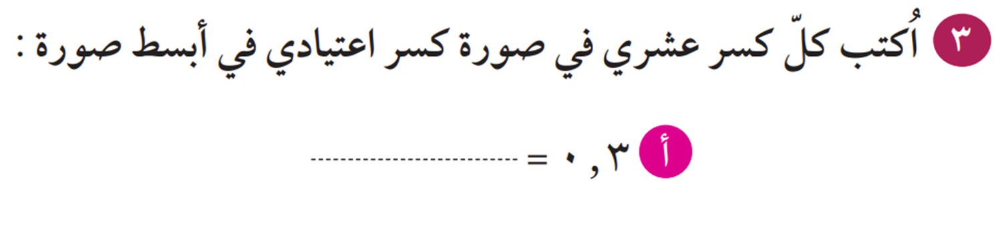 ٣ اُكتب كلّ كسر عشري في صورة كسر اعتيادي في أبسط صورة :
أ ٣ , ٠ = ----------------------------